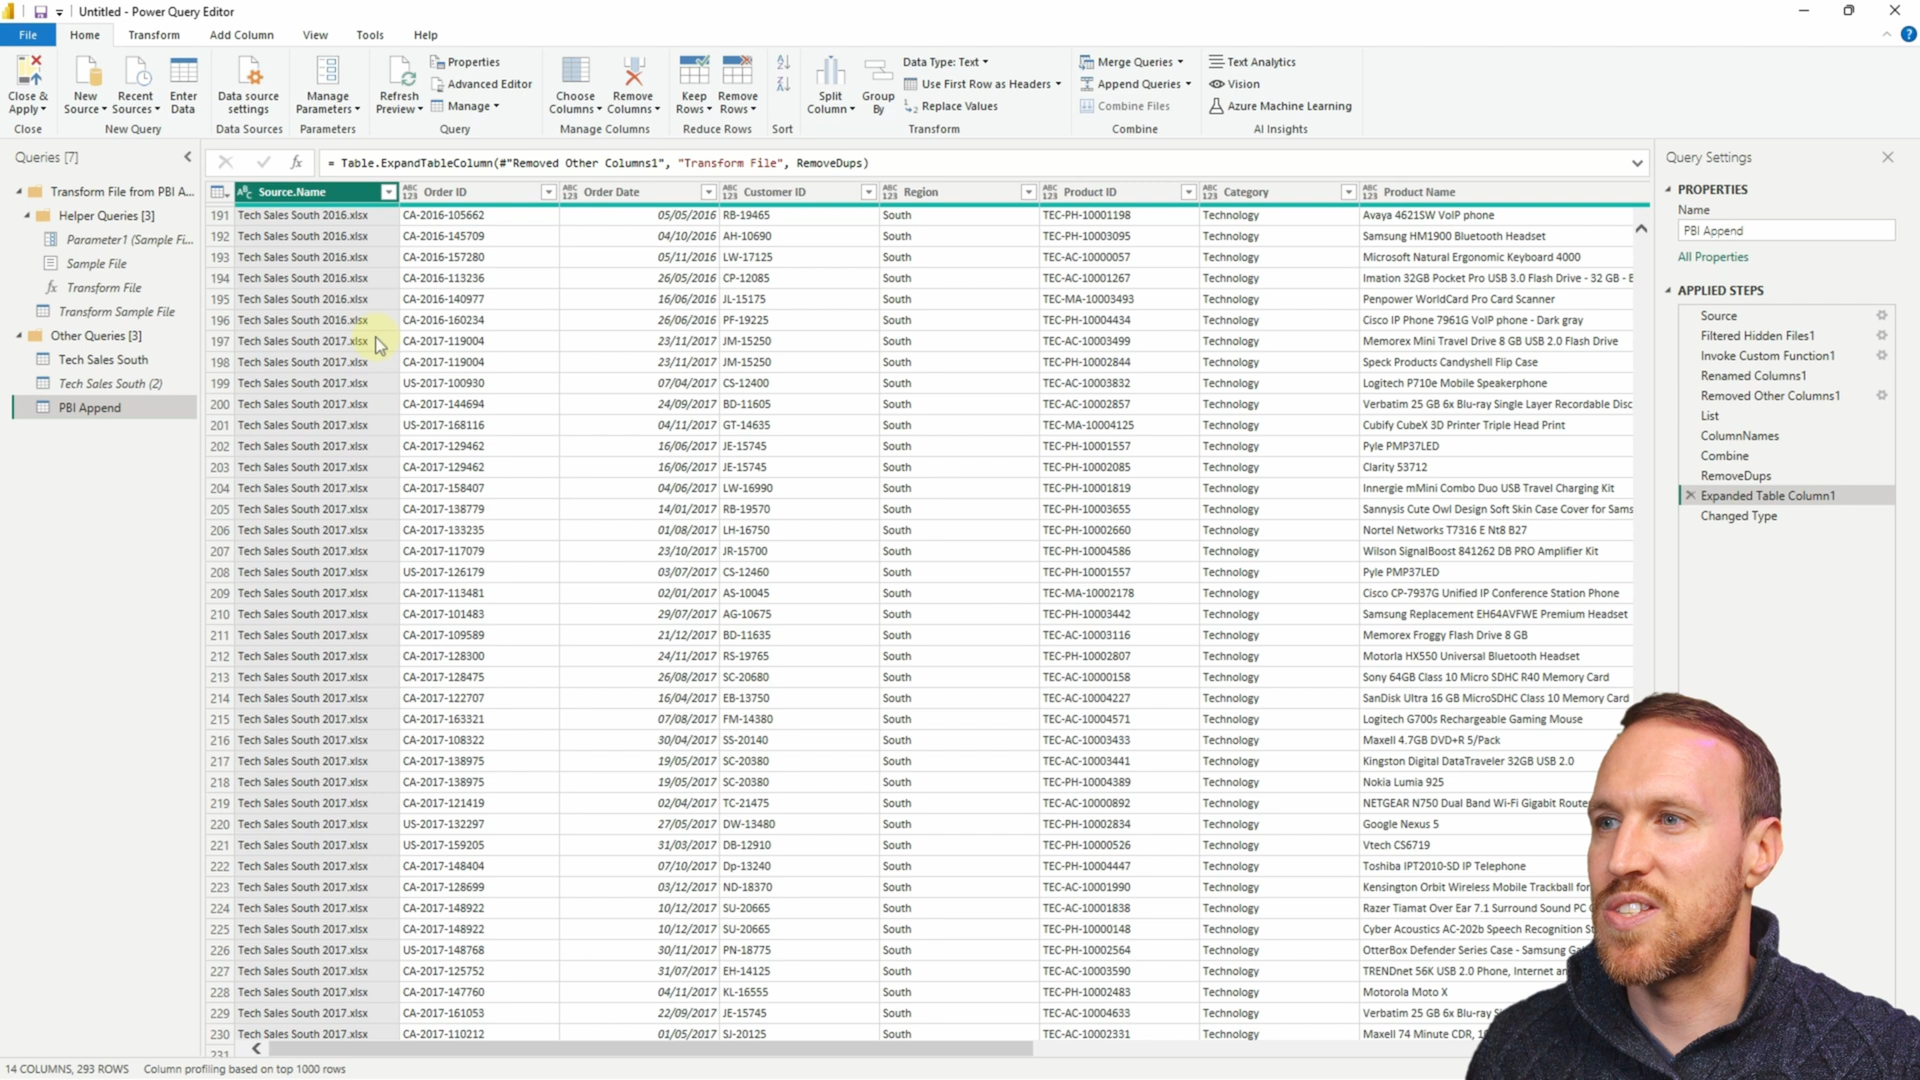 Untitled - Power Query Editor
File Home Transform Add Column View Tools Help
Close & Apply New Source Recent Sources Enter Data Data source settings Manage Parameters Refresh Preview Properties Advanced Editor Manage Choose Columns Remove Columns Keep Rows Remove Rows Split Column Group By Data Type: Text Use First Row as Headers Replace Values Merge Queries Append Queries Combine Files Text Analytics Vision Azure Machine Learning
Close New Query Data Sources Parameters Query Manage Columns Reduce Rows Sort Transform Combine AI Insights
Queries [7]
Transform File from PBI A...
Helper Queries [3]
Parameter1 (Sample Fi...
Sample File
fx Transform File
Transform Sample File
Other Queries [3]
Tech Sales South
Tech Sales South (2)
PBI Append
fx = Table.ExpandTableColumn(#"Removed Other Columns1", "Transform File", RemoveDups)
ABC Source.Name ABC 123 Order ID ABC 123 Order Date ABC 123 Customer ID ABC 123 Region ABC 123 Product ID ABC 123 Category ABC 123 Product Name
191 Tech Sales South 2016.xlsx CA-2016-105662 05/05/2016 RB-19465 South TEC-PH-10001198 Technology Avaya 4621SW VoIP phone
192 Tech Sales South 2016.xlsx CA-2016-145709 04/10/2016 AH-10690 South TEC-PH-10003095 Technology Samsung HM1900 Bluetooth Headset
193 Tech Sales South 2016.xlsx CA-2016-157280 05/11/2016 LW-17125 South TEC-AC-10000057 Technology Microsoft Natural Ergonomic Keyboard 4000
194 Tech Sales South 2016.xlsx CA-2016-113236 26/05/2016 CP-12085 South TEC-AC-10001267 Technology Imation 32GB Pocket Pro USB 3.0 Flash Drive - 32 GB - E
195 Tech Sales South 2016.xlsx CA-2016-140977 16/06/2016 JL-15175 South TEC-MA-10003493 Technology Penpower WorldCard Pro Card Scanner
196 Tech Sales South 2016.xlsx CA-2016-160234 26/06/2016 PF-19225 South TEC-PH-10004434 Technology Cisco IP Phone 7961G VoIP phone - Dark gray
197 Tech Sales South 2017.xlsx CA-2017-119004 23/11/2017 JM-15250 South TEC-AC-10003499 Technology Memorex Mini Travel Drive 8 GB USB 2.0 Flash Drive
198 Tech Sales South 2017.xlsx CA-2017-119004 23/11/2017 JM-15250 South TEC-PH-10002844 Technology Speck Products Candyshell Flip Case
199 Tech Sales South 2017.xlsx US-2017-100930 07/04/2017 CS-12400 South TEC-AC-10003832 Technology Logitech P710e Mobile Speakerphone
200 Tech Sales South 2017.xlsx CA-2017-144694 24/09/2017 BD-11605 South TEC-AC-10002857 Technology Verbatim 25 GB 6x Blu-ray Single Layer Recordable Disc
201 Tech Sales South 2017.xlsx US-2017-168116 04/11/2017 GT-14635 South TEC-MA-10004125 Technology Cubify CubeX 3D Printer Triple Head Print
202 Tech Sales South 2017.xlsx CA-2017-129462 16/06/2017 JE-15745 South TEC-PH-10001557 Technology Pyle PMP37LED
203 Tech Sales South 2017.xlsx CA-2017-129462 16/06/2017 JE-15745 South TEC-PH-10002085 Technology Clarity 53712
204 Tech Sales South 2017.xlsx CA-2017-158407 04/06/2017 LW-16990 South TEC-PH-10001819 Technology Innergie mMini Combo Duo USB Travel Charging Kit
205 Tech Sales South 2017.xlsx CA-2017-138779 14/01/2017 RB-19570 South TEC-PH-10003655 Technology Sannysis Cute Owl Design Soft Skin Case Cover for Sams
206 Tech Sales South 2017.xlsx CA-2017-133235 01/08/2017 LH-16750 South TEC-PH-10002660 Technology Nortel Networks T7316 E Nt8 B27
207 Tech Sales South 2017.xlsx CA-2017-117079 23/10/2017 JR-15700 South TEC-PH-10004586 Technology Wilson SignalBoost 841262 DB PRO Amplifier Kit
208 Tech Sales South 2017.xlsx US-2017-126179 03/07/2017 CS-12460 South TEC-PH-10001557 Technology Pyle PMP37LED
209 Tech Sales South 2017.xlsx CA-2017-113481 02/01/2017 AS-10045 South TEC-MA-10002178 Technology Cisco CP-7937G Unified IP Conference Station Phone
210 Tech Sales South 2017.xlsx CA-2017-101483 29/07/2017 AG-10675 South TEC-PH-10003442 Technology Samsung Replacement EH64AVFWE Premium Headset
211 Tech Sales South 2017.xlsx CA-2017-109589 21/12/2017 BD-11635 South TEC-AC-10003116 Technology Memorex Froggy Flash Drive 8 GB
212 Tech Sales South 2017.xlsx CA-2017-128300 24/11/2017 RS-19765 South TEC-PH-10002807 Technology Motorla HX550 Universal Bluetooth Headset
213 Tech Sales South 2017.xlsx CA-2017-128475 26/08/2017 SC-20680 South TEC-AC-10000158 Technology Sony 64GB Class 10 Micro SDHC R40 Memory Card
214 Tech Sales South 2017.xlsx CA-2017-122707 16/04/2017 EB-13750 South TEC-AC-10004227 Technology SanDisk Ultra 16 GB MicroSDHC Class 10 Memory Card
215 Tech Sales South 2017.xlsx CA-2017-163321 07/08/2017 FM-14380 South TEC-AC-10004571 Technology Logitech G700s Rechargeable Gaming Mouse
216 Tech Sales South 2017.xlsx CA-2017-108322 30/04/2017 SS-20140 South TEC-AC-10003433 Technology Maxell 4.7GB DVD+R 5/Pack
217 Tech Sales South 2017.xlsx CA-2017-138975 19/05/2017 SC-20380 South TEC-AC-10003441 Technology Kingston Digital DataTraveler 32GB USB 2.0
218 Tech Sales South 2017.xlsx CA-2017-138975 19/05/2017 SC-20380 South TEC-PH-10004389 Technology Nokia Lumia 925
219 Tech Sales South 2017.xlsx CA-2017-121419 02/04/2017 TC-21475 South TEC-AC-10000892 Technology NETGEAR N750 Dual Band Wi-Fi Gigabit Route
220 Tech Sales South 2017.xlsx US-2017-132297 27/05/2017 DW-13480 South TEC-PH-10002834 Technology Google Nexus 5
221 Tech Sales South 2017.xlsx US-2017-159205 31/03/2017 DB-12910 South TEC-PH-10000526 Technology Vtech CS6719
222 Tech Sales South 2017.xlsx CA-2017-148404 07/10/2017 Dp-13240 South TEC-PH-10004447 Technology Toshiba IPT2010-SD IP Telephone
223 Tech Sales South 2017.xlsx CA-2017-128699 03/12/2017 ND-18370 South TEC-AC-10001990 Technology Kensington Orbit Wireless Mobile Trackball for
224 Tech Sales South 2017.xlsx CA-2017-148922 10/12/2017 SU-20665 South TEC-AC-10001838 Technology Razer Tiamat Over Ear 7.1 Surround Sound PC
225 Tech Sales South 2017.xlsx CA-2017-148922 10/12/2017 SU-20665 South TEC-PH-10000148 Technology Cyber Acoustics AC-202b Speech Recognition St
226 Tech Sales South 2017.xlsx US-2017-148768 30/11/2017 PN-18775 South TEC-PH-10002564 Technology OtterBox Defender Series Case - Samsung Ga
227 Tech Sales South 2017.xlsx CA-2017-125752 31/07/2017 EH-14125 South TEC-AC-10003590 Technology TRENDnet 56K USB 2.0 Phone, Internet an
228 Tech Sales South 2017.xlsx CA-2017-147760 04/11/2017 KL-16555 South TEC-PH-10002483 Technology Motorola Moto X
229 Tech Sales South 2017.xlsx CA-2017-161053 22/09/2017 JE-15745 South TEC-AC-10004633 Technology Verbatim 25 GB 6x Blu-ray S
230 Tech Sales South 2017.xlsx CA-2017-110212 01/05/2017 SJ-20125 South TEC-AC-10002331 Technology Maxell 74 Minute CDR, 1
231
Query Settings
PROPERTIES
Name
PBI Append
All Properties
APPLIED STEPS
Source
Filtered Hidden Files1
Invoke Custom Function1
Renamed Columns1
Removed Other Columns1
List
ColumnNames
Combine
RemoveDups
Expanded Table Column1
Changed Type
14 COLUMNS, 293 ROWS Column profiling based on top 1000 rows